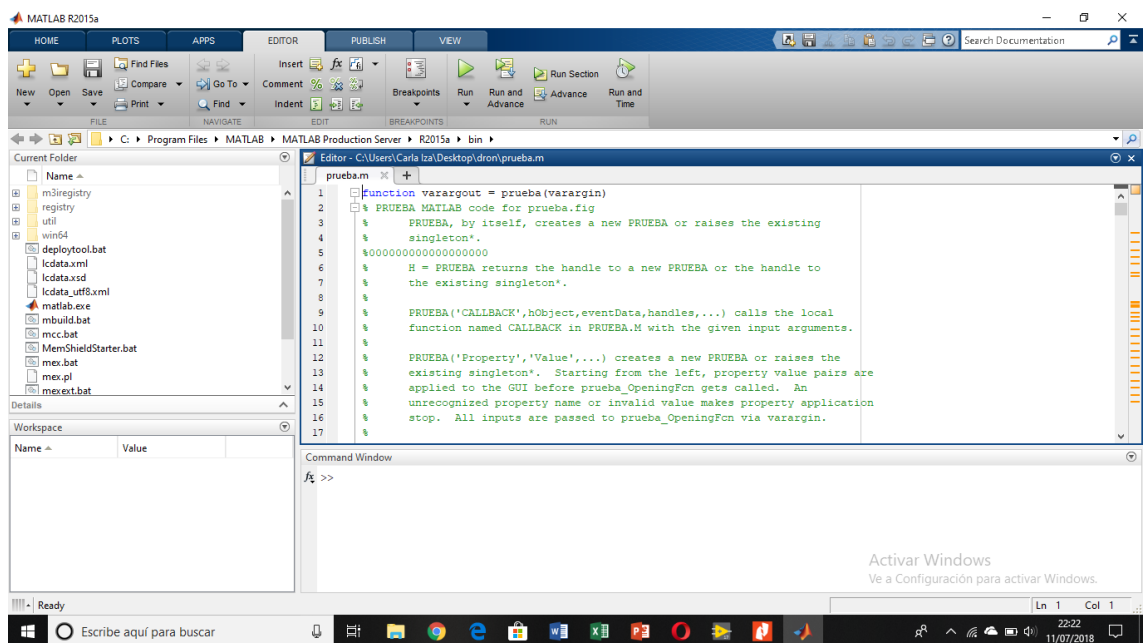 MATLAB R2015a
HOME PLOTS APPS EDITOR PUBLISH VIEW
Search Documentation
New Open Save
Find Files
Compare
Print
Go To
Find
Insert
Comment
Indent
fx
Breakpoints
Run
Run and Advance
Run Section
Advance
Run and Time
FILE NAVIGATE EDIT BREAKPOINTS RUN
C: Program Files MATLAB MATLAB Production Server R2015a bin
Current Folder
Name
m3iregistry
registry
util
win64
deploytool.bat
lcdata.xml
lcdata.xsd
lcdata_utf8.xml
matlab.exe
mbuild.bat
mcc.bat
MemShieldStarter.bat
mex.bat
mex.pl
mexext.bat
Details
Workspace
Name Value
Editor - C:\Users\Carla Iza\Desktop\dron\prueba.m
prueba.m
1 function varargout = prueba(varargin)
2 % PRUEBA MATLAB code for prueba.fig
3 % PRUEBA, by itself, creates a new PRUEBA or raises the existing
4 % singleton*.
5 %000000000000000000
6 % H = PRUEBA returns the handle to a new PRUEBA or the handle to
7 % the existing singleton*.
8 %
9 % PRUEBA('CALLBACK',hObject,eventData,handles,...) calls the local
10 % function named CALLBACK in PRUEBA.M with the given input arguments.
11 %
12 % PRUEBA('Property','Value',...) creates a new PRUEBA or raises the
13 % existing singleton*. Starting from the left, property value pairs are
14 % applied to the GUI before prueba_OpeningFcn gets called. An
15 % unrecognized property name or invalid value makes property application
16 % stop. All inputs are passed to prueba_OpeningFcn via varargin.
17 %
Command Window
fx >>
Activar Windows
Ve a Configuración para activar Windows.
Ready
Ln 1 Col 1
Escribe aquí para buscar
22:22
11/07/2018